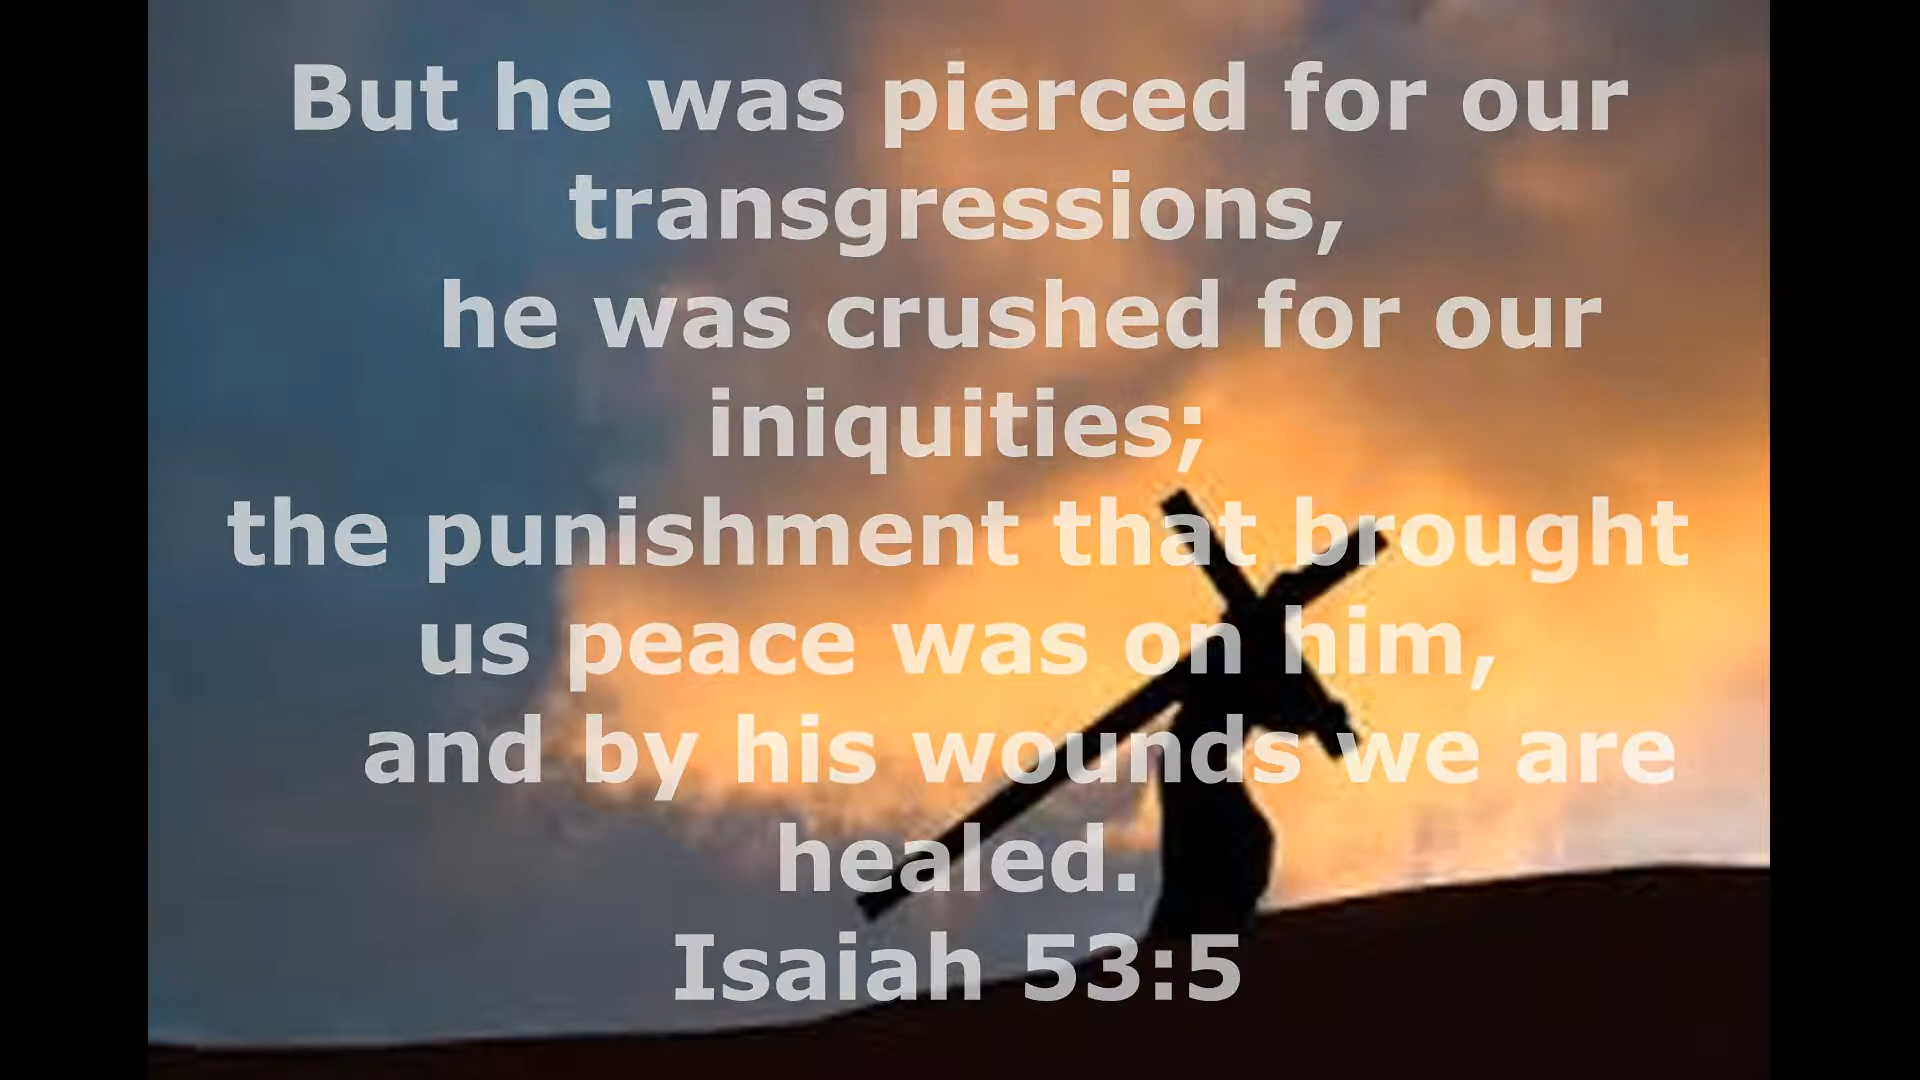 But he was pierced for our
transgressions,
he was crushed for our
iniquities;
the punishment that brought
us peace was on him,
and by his wounds we are
healed.
Isaiah 53:5